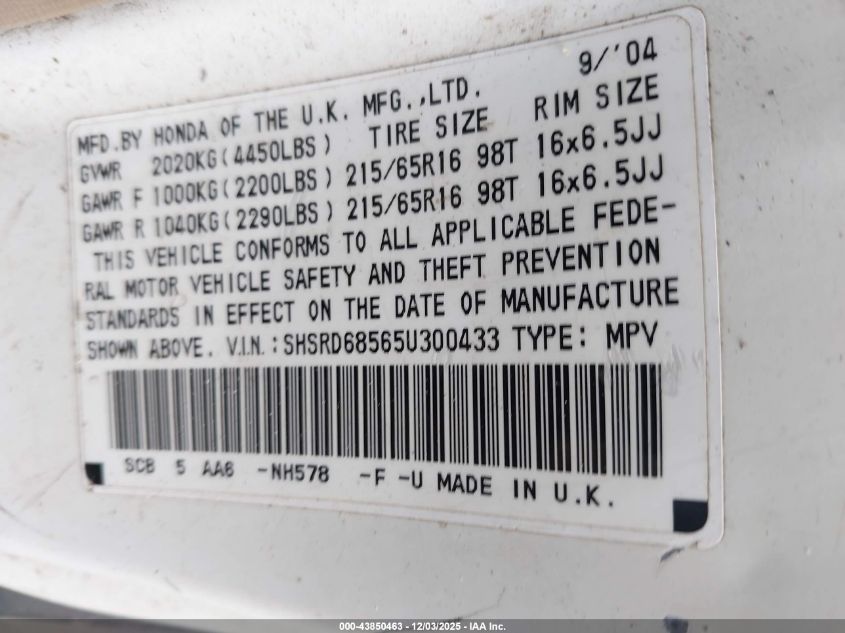 9/'04
MFD.BY HONDA OF THE U.K. MFG.,LTD.
GVWR 2020KG(4450LBS) TIRE SIZE RIM SIZE
GAWR F 1000KG(2200LBS) 215/65R16 98T 16x6.5JJ
GAWR R 1040KG(2290LBS) 215/65R16 98T 16x6.5JJ
THIS VEHICLE CONFORMS TO ALL APPLICABLE FEDE-
RAL MOTOR VEHICLE SAFETY AND THEFT PREVENTION
STANDARDS IN EFFECT ON THE DATE OF MANUFACTURE
SHOWN ABOVE. V.I.N.:SHSRD68565U300433 TYPE: MPV
SCB 5 AA6 -NH578 -F -U MADE IN U.K.
000-43850463 - 12/03/2025 - IAA Inc.